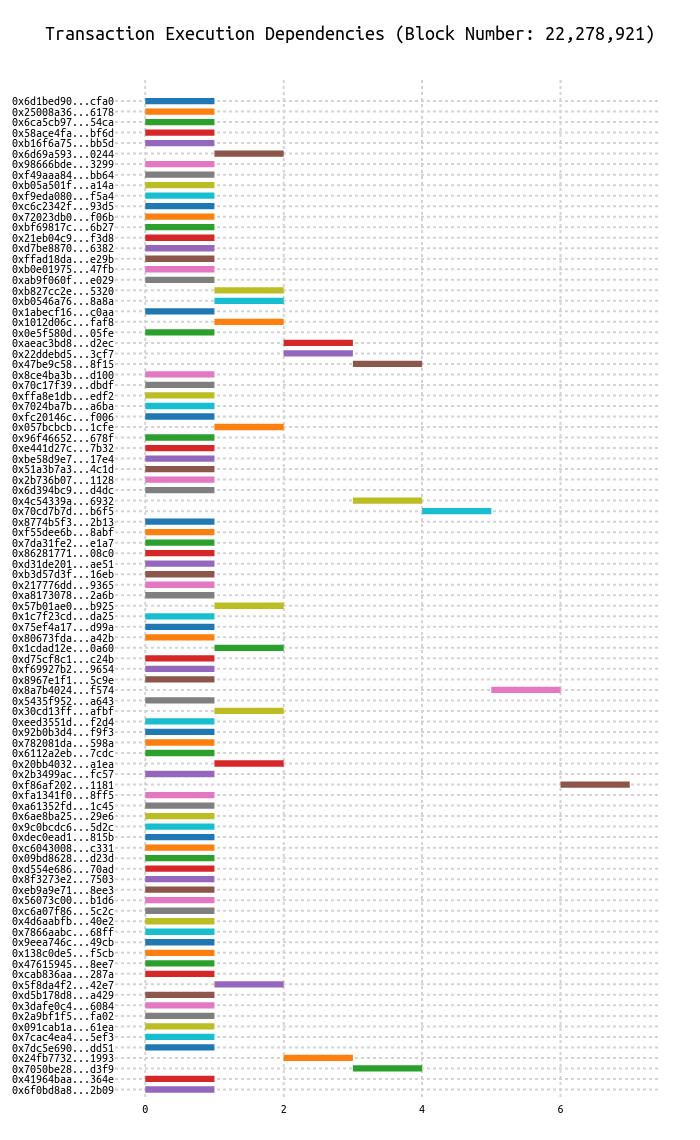 Transaction Execution Dependencies (Block Number: 22,278,921)
0x6d1bed90...cfa0
0x25008a36...6178
0x6ca5cb97...54ca
0x58ace4fa...bf6d
0xb16f6a75...bb5d
0x6d69a593...0244
0x98666bde...3299
0xf49aaa84...bb64
0xb05a501f...a14a
0xf9eda080...f5a4
0xc6c2342f...93d5
0x72023db0...f06b
0xbf69817c...6b27
0x21eb04c9...f3d8
0xd7be8870...6382
0xffad18da...e29b
0xb0e01975...47fb
0xab9f060f...e029
0xb827cc2e...5320
0xb0546a76...8a8a
0x1abecf16...c0aa
0x1012d06c...faf8
0x0e5f580d...05fe
0xaeac3bd8...d2ec
0x22ddebd5...3cf7
0x47be9c58...8f15
0x8ce4ba3b...d100
0x70c17f39...dbdf
0xffa8e1db...edf2
0x7024ba7b...a6ba
0xfc20146c...f006
0x057bcbcb...1cfe
0x96f46652...678f
0xe441d27c...7b32
0xbe58d9e7...17e4
0x51a3b7a3...4c1d
0x2b736b07...1128
0x6d394bc9...d4dc
0x4c54339a...6932
0x70cd7b7d...b6f5
0x8774b5f3...2b13
0xf55dee6b...8abf
0x7da31fe2...e1a7
0x86281771...08c0
0xd31de201...ae51
0xb3d57d3f...16eb
0x217776dd...9365
0xa8173078...2a6b
0x57b01ae0...b925
0x1c7f23cd...da25
0x75ef4a17...d99a
0x80673fda...a42b
0x1cdad12e...0a60
0xd75cf8c1...c24b
0xf69927b2...9654
0x8967e1f1...5c9e
0x8a7b4024...f574
0x5435f952...a643
0x30cd13ff...afbf
0xeed3551d...f2d4
0x92b0b3d4...f9f3
0x782081da...598a
0x6112a2eb...7cdc
0x20bb4032...a1ea
0x2b3499ac...fc57
0xf86af202...1181
0xfa1341f0...8ff5
0xa61352fd...1c45
0x6ae8ba25...29e6
0x9c0bcdc6...5d2c
0xdec0ead1...815b
0xc6043008...c331
0x09bd8628...d23d
0xd554e686...70ad
0x8f3273e2...7503
0xeb9a9e71...8ee3
0x56073c00...b1d6
0xc6a07f86...5c2c
0x4d6aabfb...40e2
0x7866aabc...68ff
0x9eea746c...49cb
0x138c0de5...f5cb
0x47615945...8ee7
0xcab836aa...287a
0x5f8da4f2...42e7
0xd5b178d8...a429
0x3dafe0c4...6084
0x2a9bf1f5...fa02
0x091cab1a...61ea
0x7cac4ea4...5ef3
0x7dc5e690...dd51
0x24fb7732...1993
0x7050be28...d3f9
0x41964baa...364e
0x6f0bd8a8...2b09
0 2 4 6